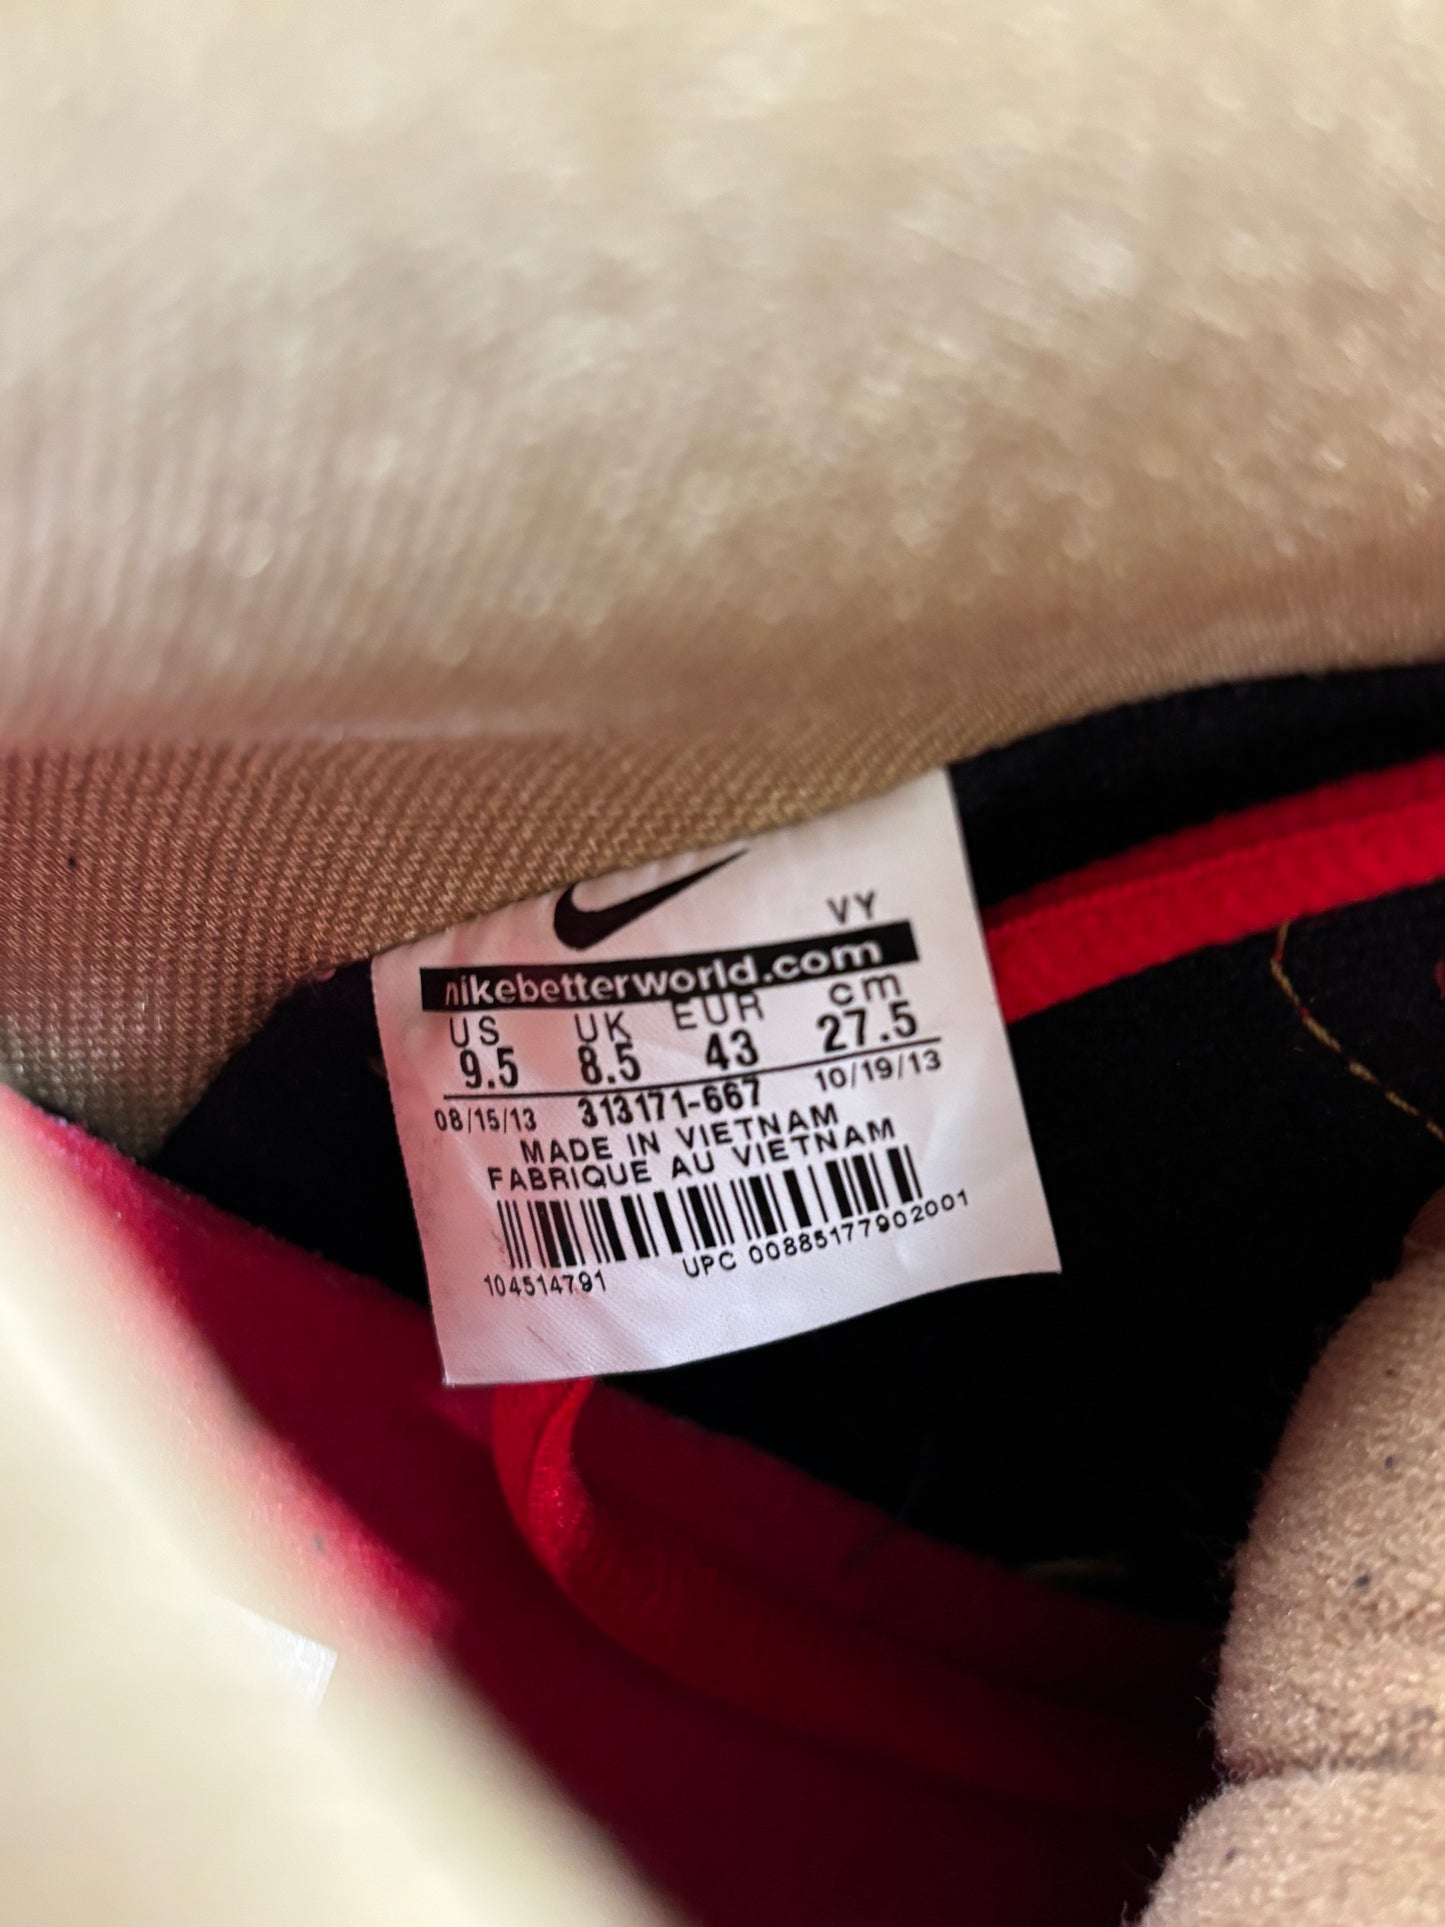 VY
nikebetterworld.com
US UK EUR cm
9.5 8.5 43 27.5
08/15/13 313171-667 10/19/13
MADE IN VIETNAM
FABRIQUE AU VIETNAM
104514791 UPC 00885177902001